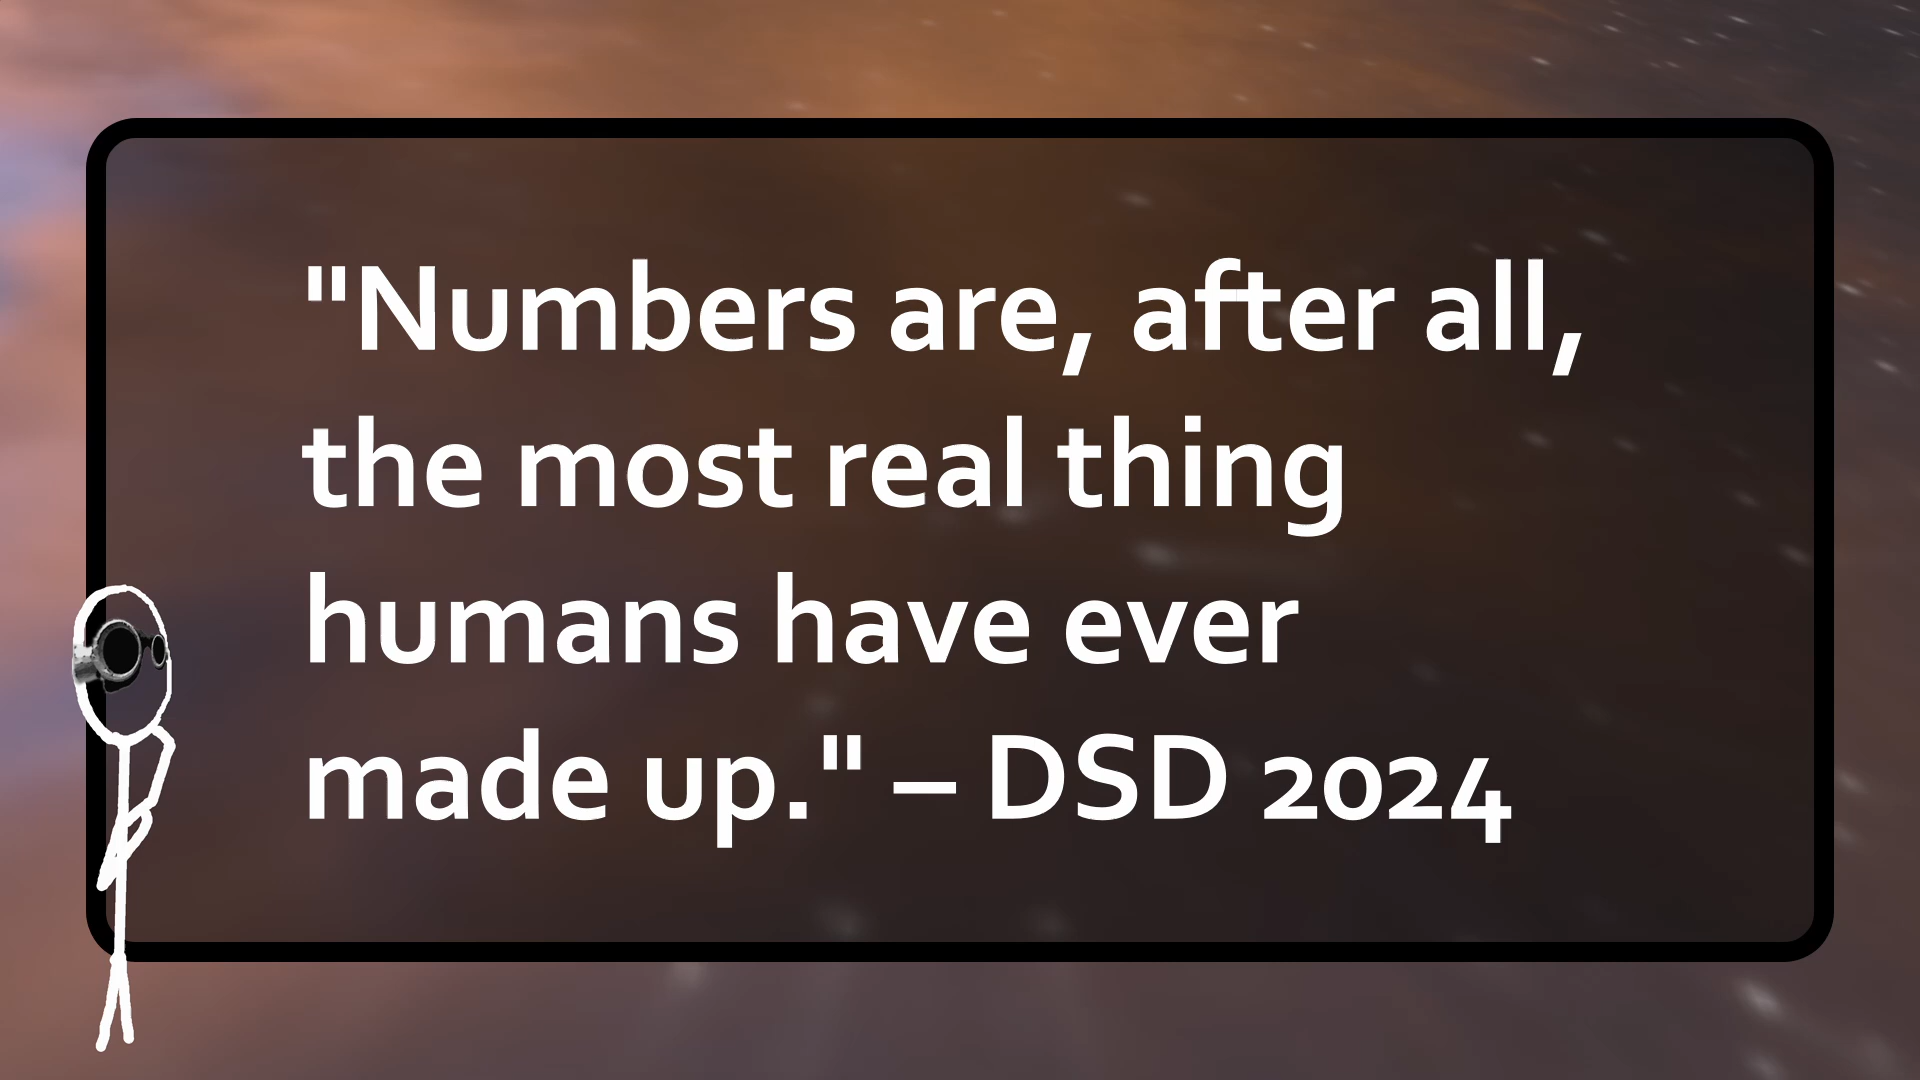 "Numbers are, after all,
the most real thing
humans have ever
made up." – DSD 2024